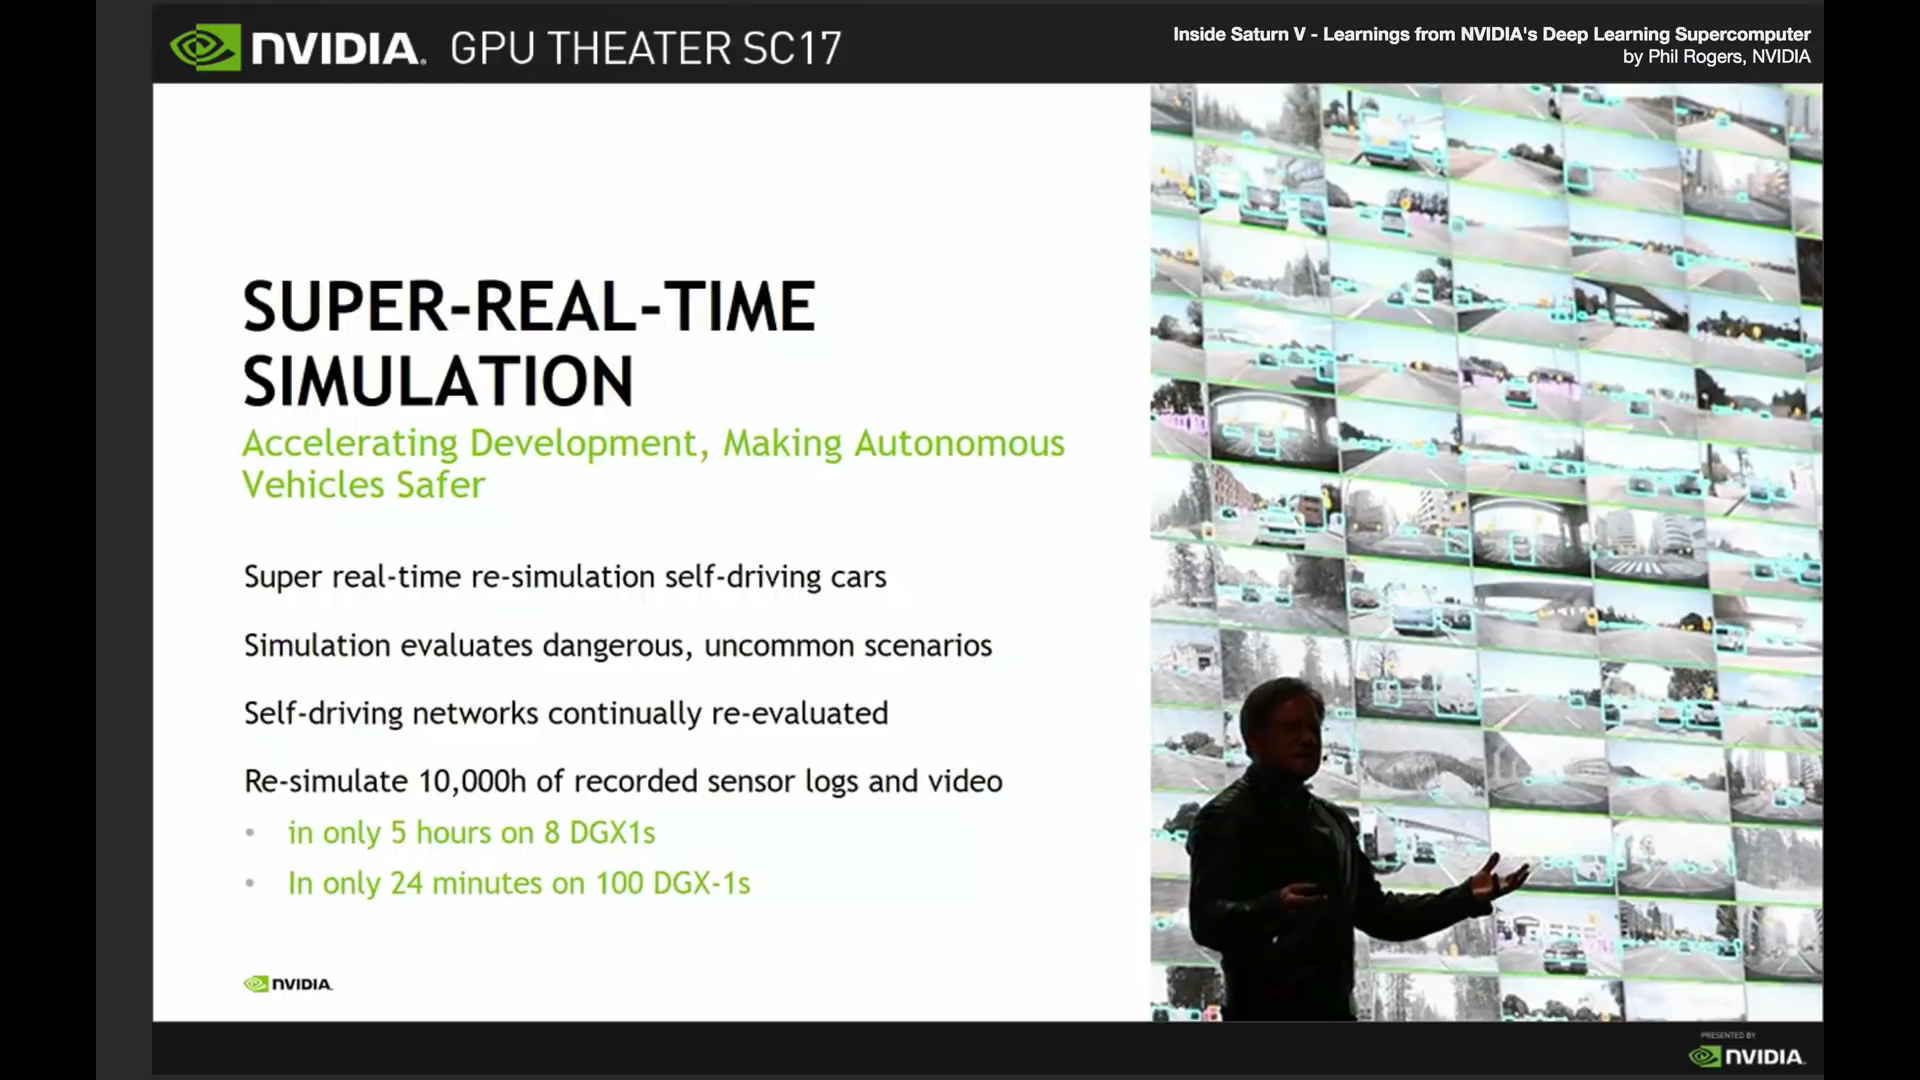 NVIDIA. GPU THEATER SC17
Inside Saturn V - Learnings from NVIDIA's Deep Learning Supercomputer
by Phil Rogers, NVIDIA
SUPER-REAL-TIME
SIMULATION
Accelerating Development, Making Autonomous
Vehicles Safer
Super real-time re-simulation self-driving cars
Simulation evaluates dangerous, uncommon scenarios
Self-driving networks continually re-evaluated
Re-simulate 10,000h of recorded sensor logs and video
• in only 5 hours on 8 DGX1s
• In only 24 minutes on 100 DGX-1s
NVIDIA.
PRESENTED BY
NVIDIA.